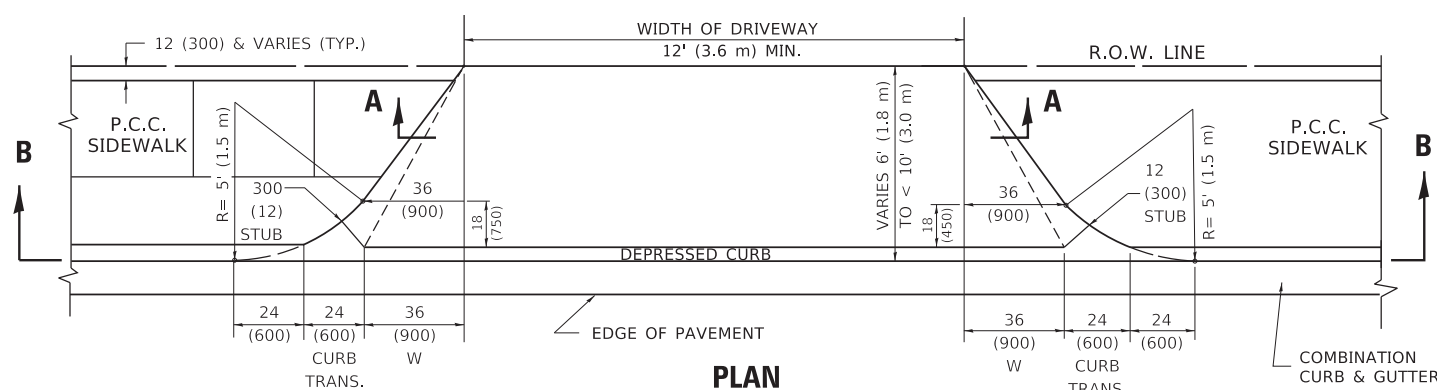 12 (300) & VARIES (TYP.)
WIDTH OF DRIVEWAY
12' (3.6 m) MIN.
R.O.W. LINE
A
A
P.C.C.
SIDEWALK
P.C.C.
SIDEWALK
B
B
R= 5' (1.5 m)
300
(12)
STUB
36
(900)
18
(750)
VARIES 6' (1.8 m)
TO < 10' (3.0 m)
36
(900)
18
(450)
12
(300)
STUB
R= 5' (1.5 m)
DEPRESSED CURB
24
(600)
24
(600)
CURB
TRANS.
36
(900)
W
EDGE OF PAVEMENT
PLAN
36
(900)
W
24
(600)
CURB
TRANS.
24
(600)
COMBINATION
CURB & GUTTER